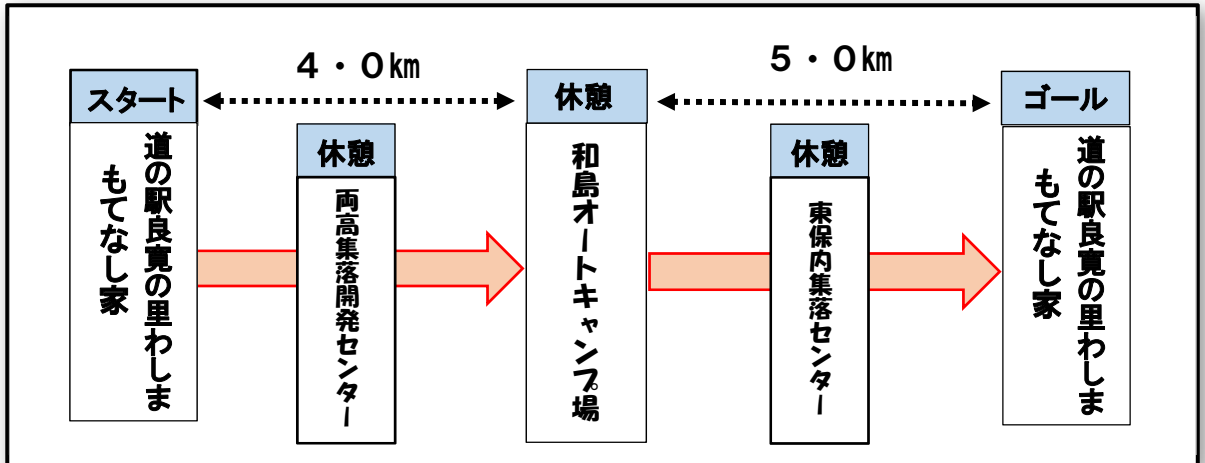 4・0㎞
5・0㎞
スタート
道の駅良寛の里わしま
もてなし家
休憩
両高集落開発センター
休憩
和島オートキャンプ場
休憩
東保内集落センター
ゴール
道の駅良寛の里わしま
もてなし家